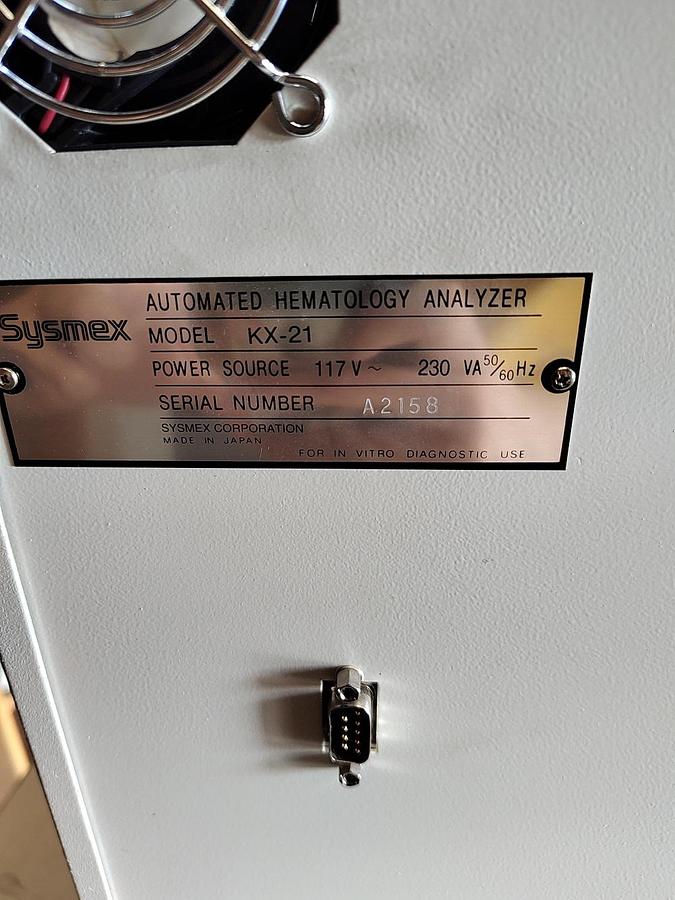 Sysmex
AUTOMATED HEMATOLOGY ANALYZER
MODEL KX-21
POWER SOURCE 117 V ~ 230 VA 50/60 Hz
SERIAL NUMBER A2158
SYSMEX CORPORATION
MADE IN JAPAN
FOR IN VITRO DIAGNOSTIC USE